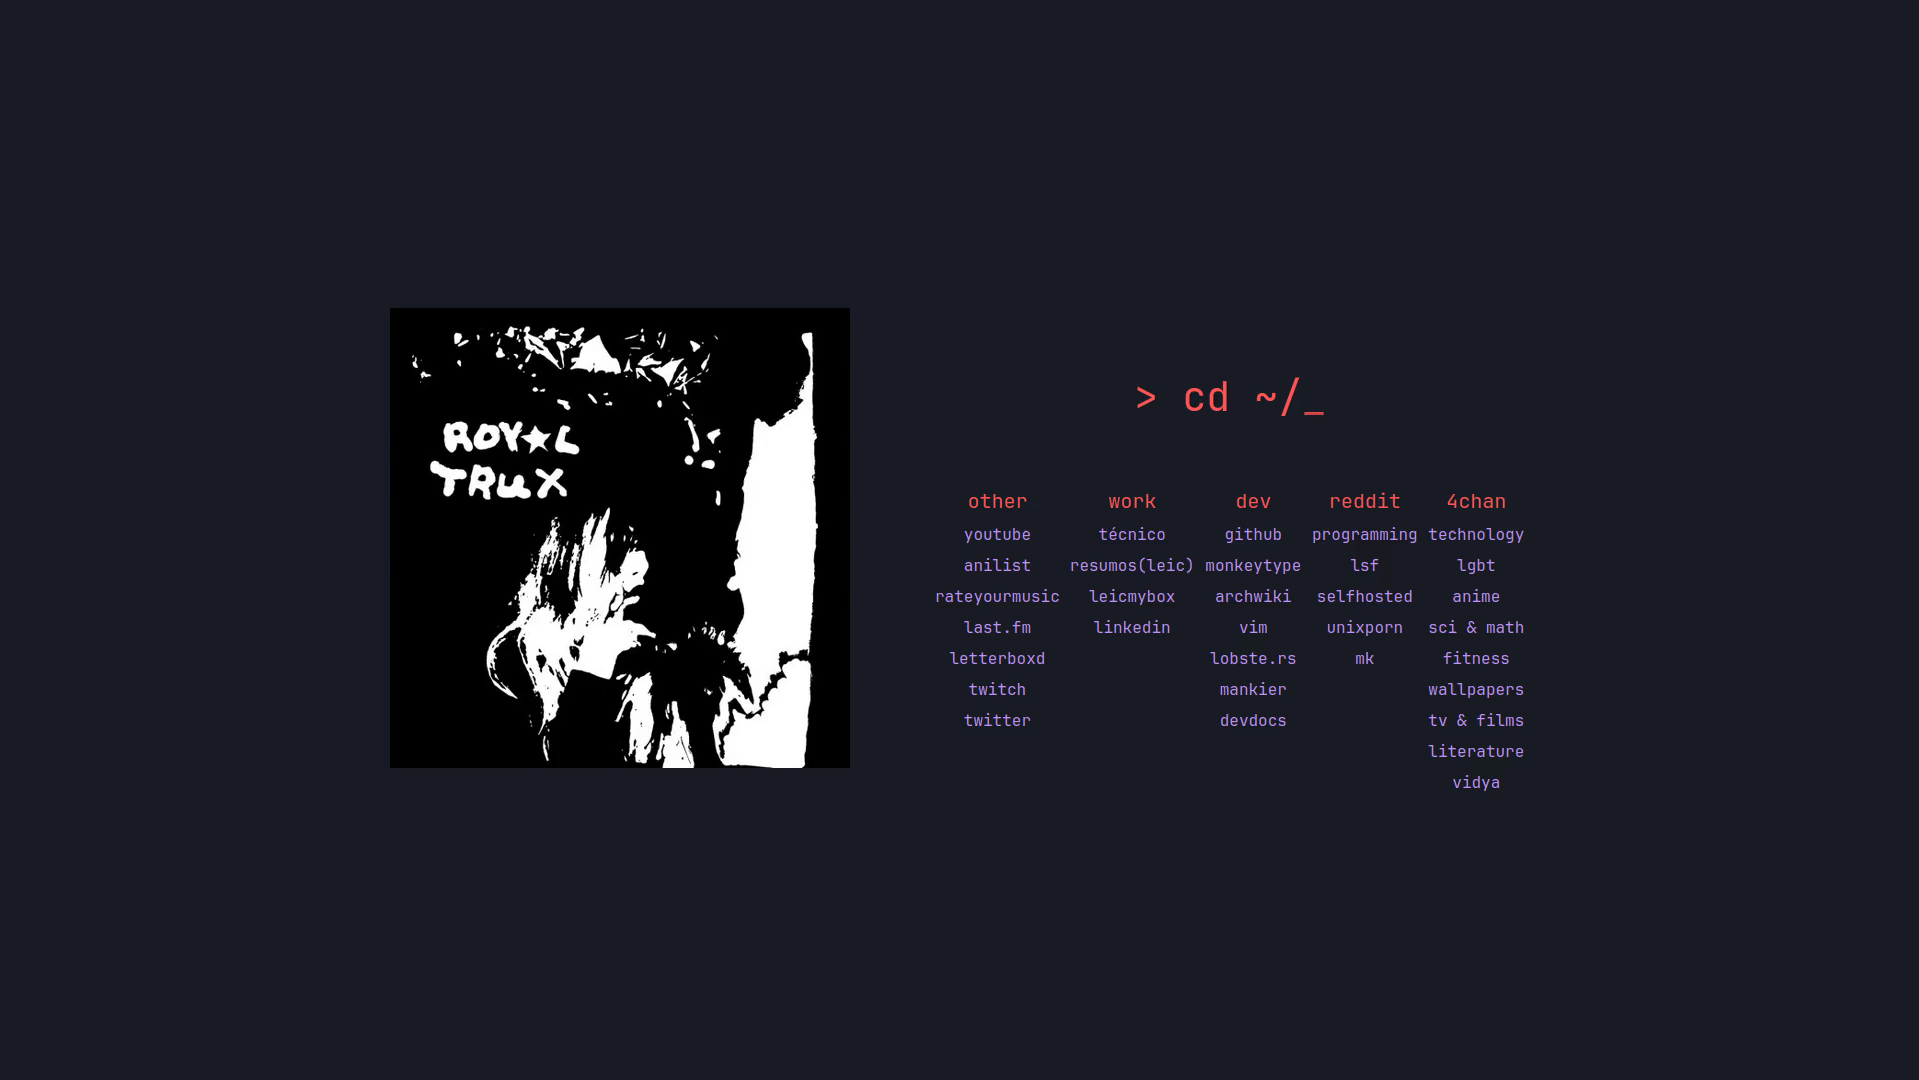 ROY★L
TRUX
> cd ~/_
other
youtube
anilist
rateyourmusic
last.fm
letterboxd
twitch
twitter
work
técnico
resumos(leic)
leicmybox
linkedin
dev
github
monkeytype
archwiki
vim
lobste.rs
mankier
devdocs
reddit
programming
lsf
selfhosted
unixporn
mk
4chan
technology
lgbt
anime
sci & math
fitness
wallpapers
tv & films
literature
vidya